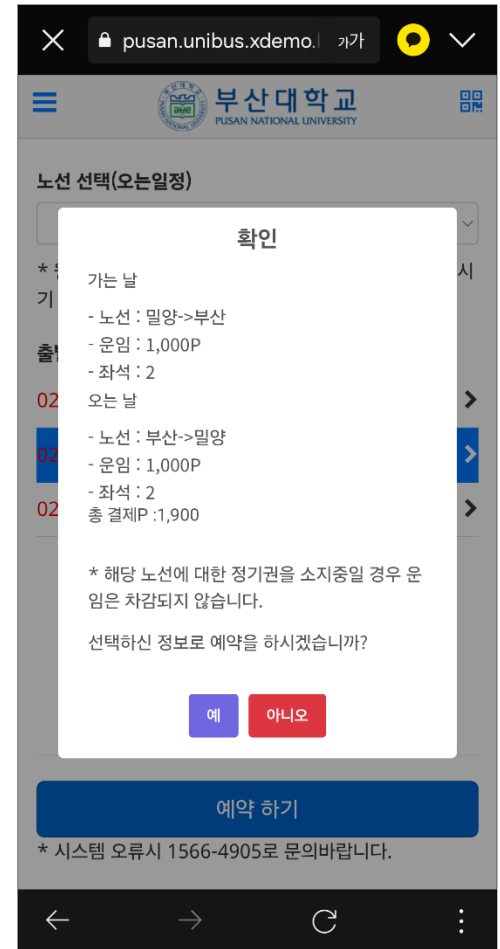 pusan.unibus.xdemo. 가가
부산대학교
PUSAN NATIONAL UNIVERSITY
노선 선택(오는일정)
확인
*
시
기
가는 날
- 노선 : 밀양->부산
- 운임 : 1,000P
- 좌석 : 2
오는 날
- 노선 : 부산->밀양
- 운임 : 1,000P
- 좌석 : 2
총 결제P :1,900
02
02
02
* 해당 노선에 대한 정기권을 소지중일 경우 운
임은 차감되지 않습니다.
선택하신 정보로 예약을 하시겠습니까?
예 아니오
예약 하기
* 시스템 오류시 1566-4905로 문의바랍니다.